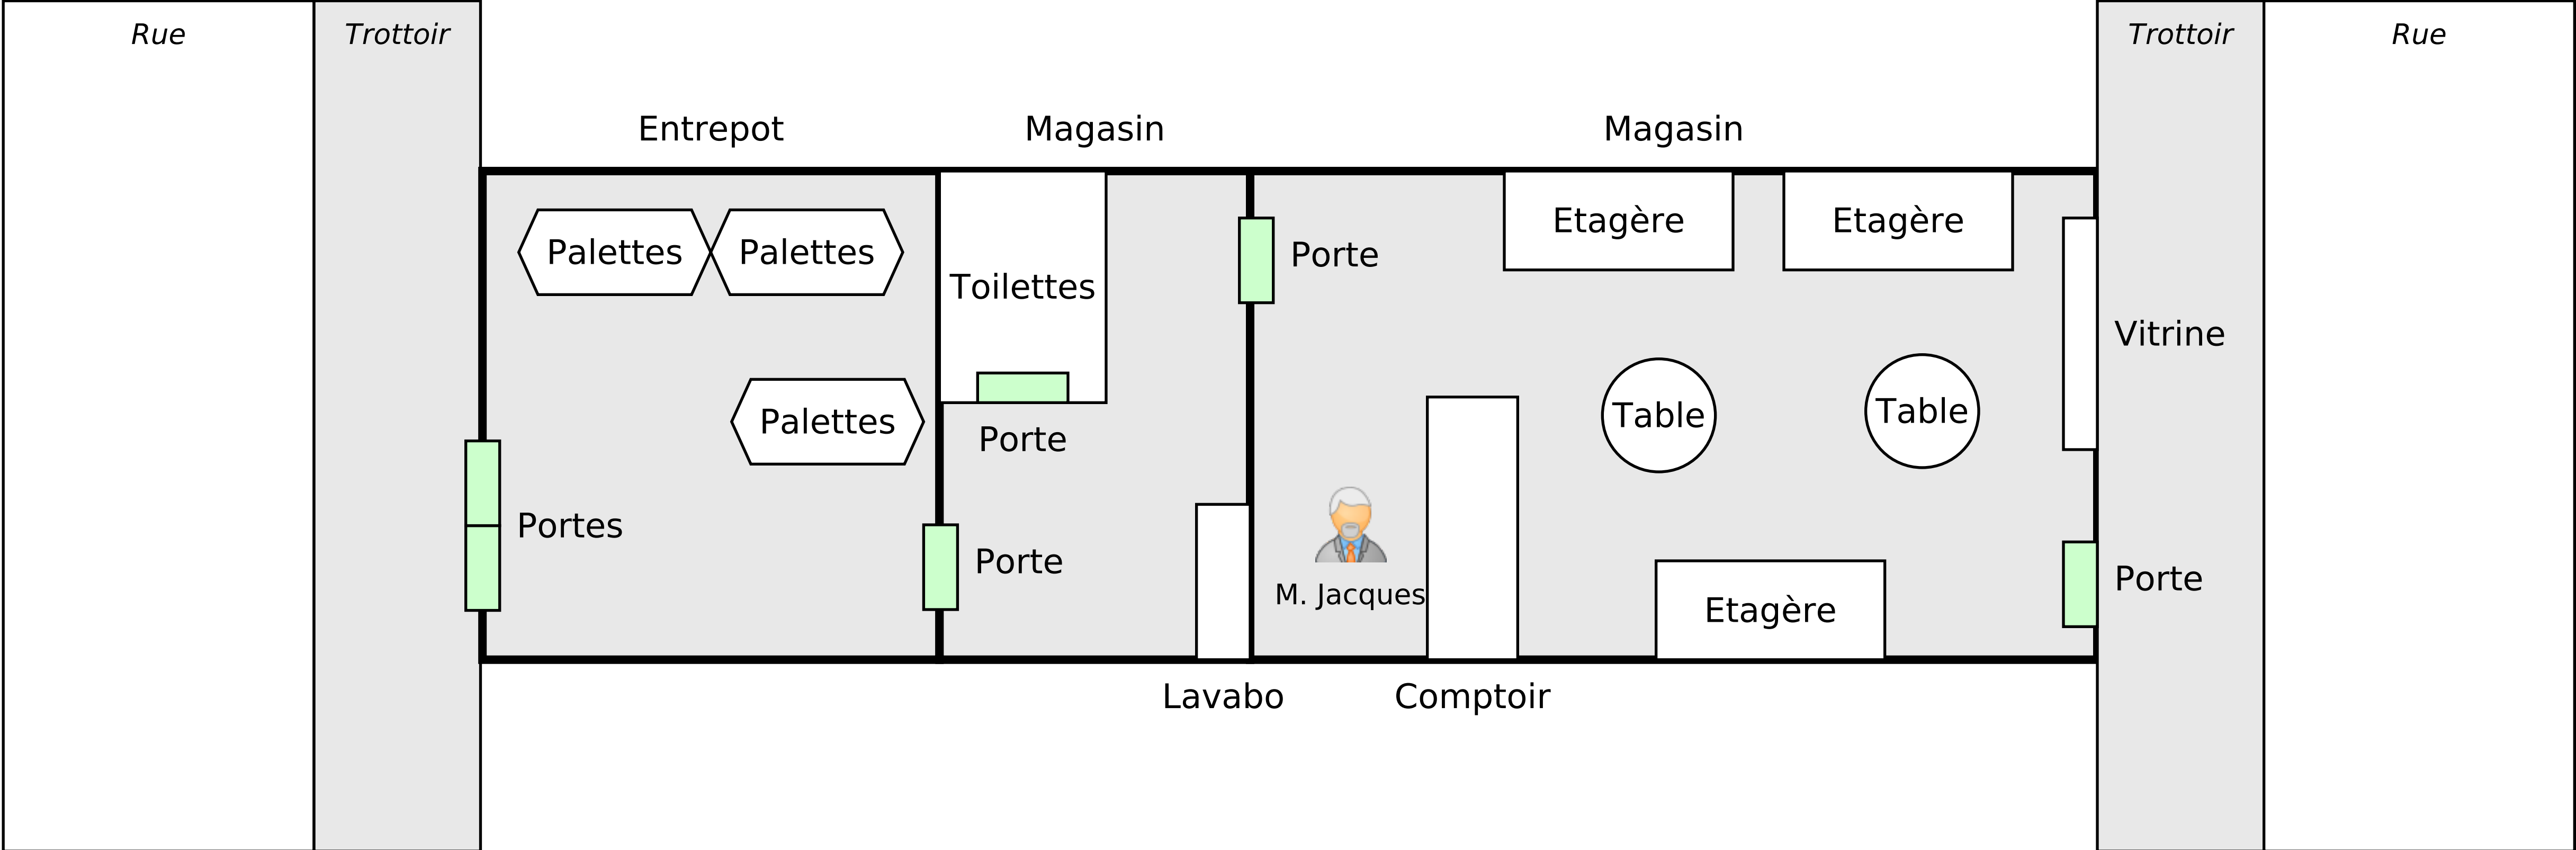 Rue
Trottoir
Trottoir
Rue
Entrepot
Magasin
Magasin
Palettes
Palettes
Toilettes
Porte
Etagère
Etagère
Vitrine
Palettes
Porte
Table
Table
Portes
Porte
M. Jacques
Etagère
Porte
Lavabo
Comptoir